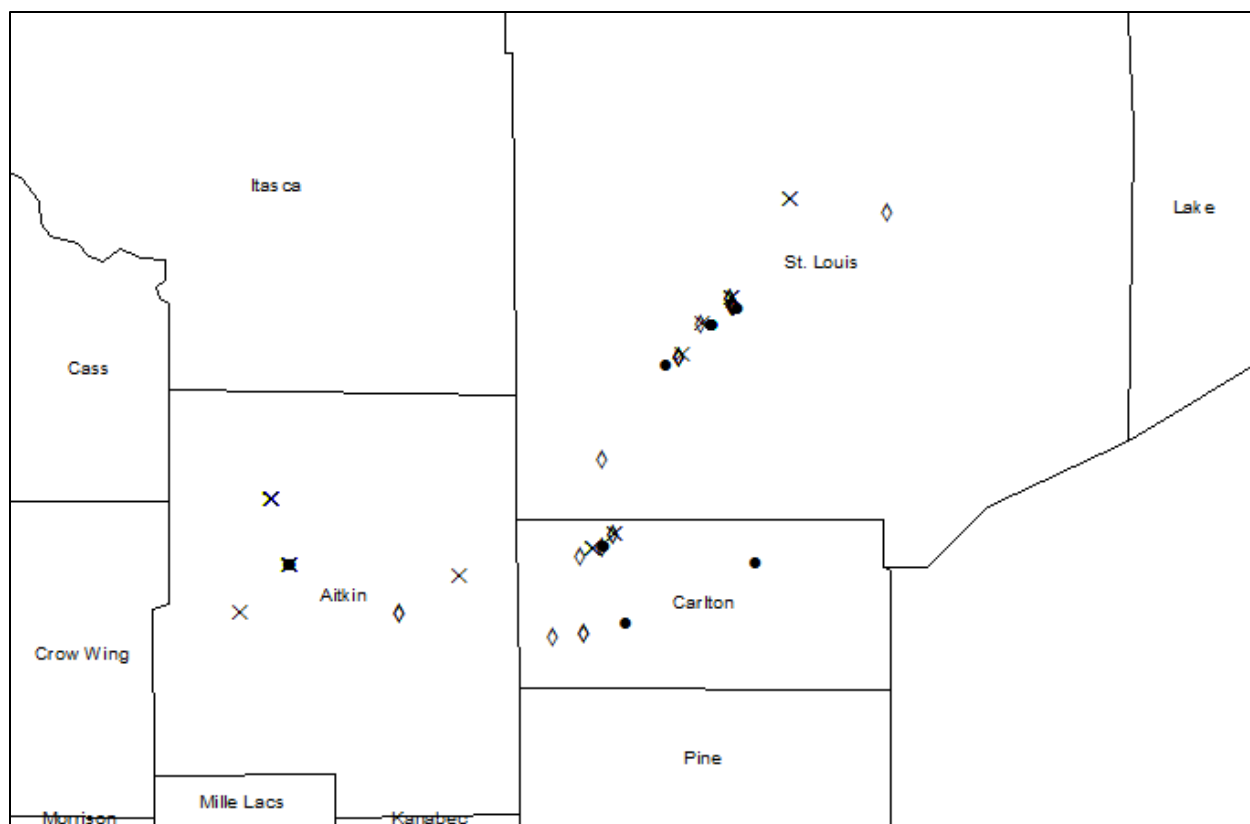 Itasca
Lake
St. Louis
Cass
Aitkin
Carlton
Crow Wing
Pine
Mille Lacs
Morrison
Kanabec